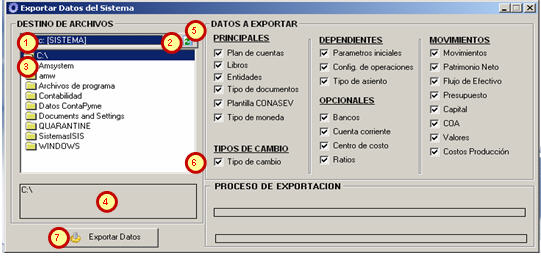 Exportar Datos del Sistema
DESTINO DE ARCHIVOS
1
c: [SISTEMA]
2
5
C:\
3
Amsystem
amw
Archivos de programa
Contabilidad
Datos ContaPyme
Documents and Settings
QUARANTINE
SistemasISIS
WINDOWS
C:\
4
7
Exportar Datos
DATOS A EXPORTAR
PRINCIPALES
Plan de cuentas
Libros
Entidades
Tipo de documentos
Plantilla CONASEV
Tipo de moneda
TIPOS DE CAMBIO
6
Tipo de cambio
DEPENDIENTES
Parametros iniciales
Config. de operaciones
Tipo de asiento
OPCIONALES
Bancos
Cuenta corriente
Centro de costo
Ratios
MOVIMIENTOS
Movimientos
Patrimonio Neto
Flujo de Efectivo
Presupuesto
Capital
COA
Valores
Costos Producción
PROCESO DE EXPORTACION